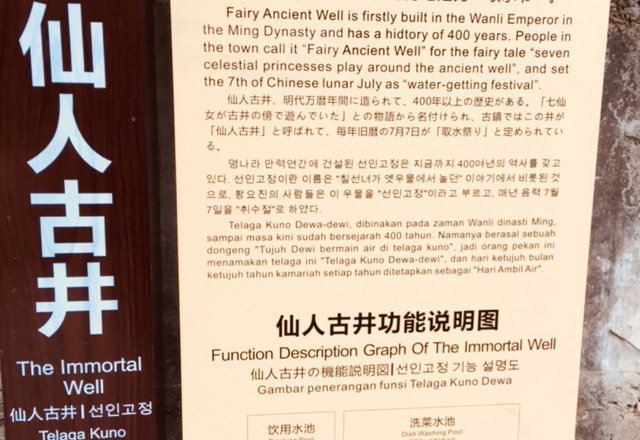 仙人古井
The Immortal
Well
仙人古井|선인고정
Telaga Kuno
Fairy Ancient Well is firstly built in the Wanli Emperor in
the Ming Dynasty and has a hidtory of 400 years. People in
the town call it “Fairy Ancient Well” for the fairy tale “seven
celestial princesses play around the ancient well”, and set
the 7th of Chinese lunar July as “water-getting festival”.
仙人古井、明代万暦年間に造られて、400年以上の歴史がある。「七仙
女が古井の傍で遊んでいた」との物語から名付けられ、古鎮ではこの井が
「仙人古井」と呼ばれて、毎年旧暦の7月7日が「取水祭り」と定められてい
る。
명나라 만력연간에 건설된 선인고정은 지금까지 400여년의 역사를 갖고
있다. 선인고정이란 이름은 "칠선녀가 옛우물에서 놀던" 이야기에서 비롯된 것
으로, 황요진의 사람들은 이 우물을 "선인고정"이라고 부르고, 매년 음력 7월
7일을 "취수절"로 하였다.
Telaga Kuno Dewa-dewi, dibinakan pada zaman Wanli dinasti Ming,
sampai masa kini sudah bersejarah 400 tahun. Namanya berasal sebuah
dongeng "Tujuh Dewi bermain air di telaga kuno", jadi orang pekan ini
menamakan telaga ini "Telaga Kuno Dewa-dewi", dan hari ketujuh bulan
ketujuh tahun kamariah setiap tahun ditetapkan sebagai "Hari Ambil Air".
仙人古井功能说明图
Function Description Graph Of The Immortal Well
仙人古井の機能説明図|선인고정 기능 설명도
Gambar penerangan funsi Telaga Kuno Dewa
饮用水池
洗菜水池
Dish Washing Pool